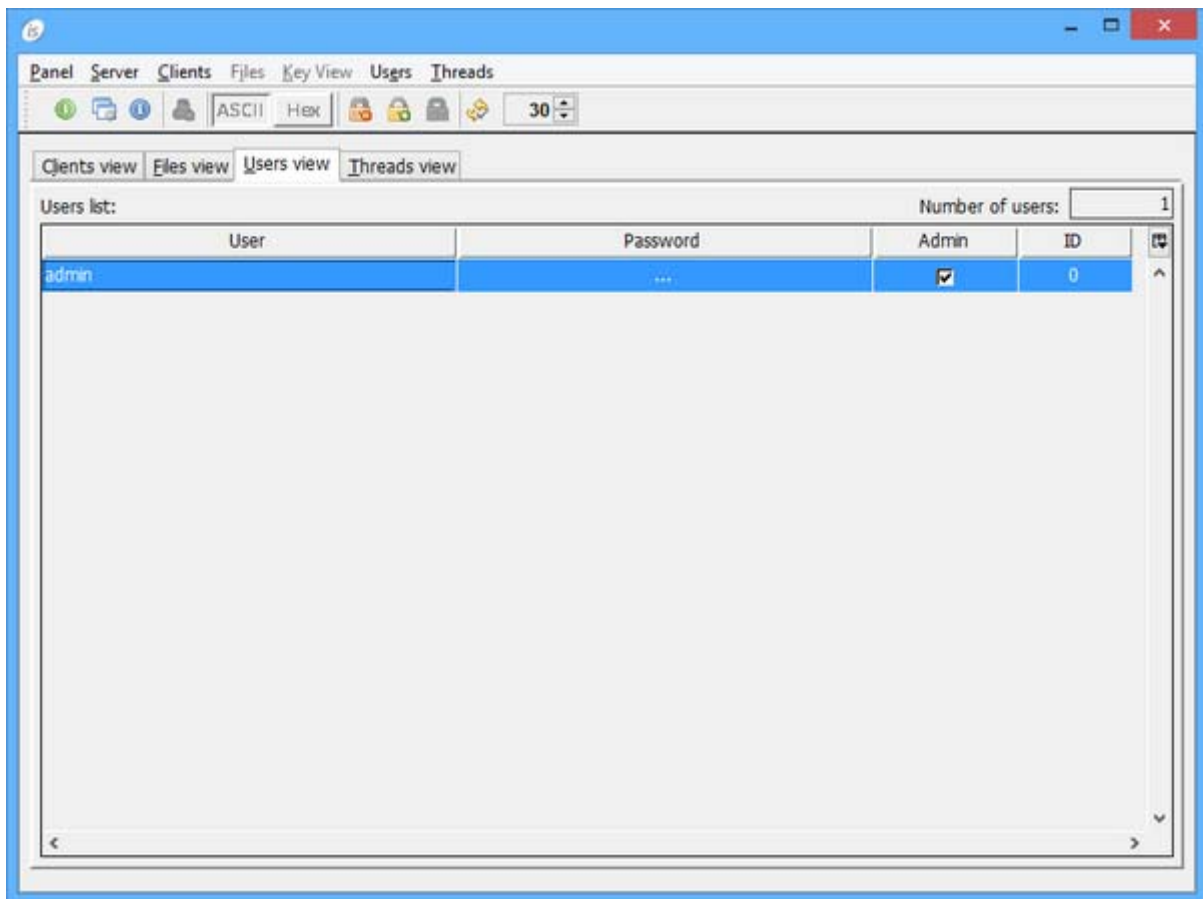 is
Panel Server Clients Files Key View Users Threads
ASCII Hex 30
Clients view Files view Users view Threads view
Users list: Number of users: 1
User Password Admin ID
admin ... 0